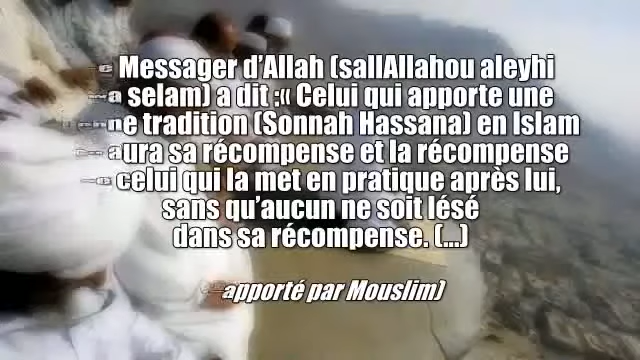 Messager d'Allah (sallAllahou aleyhi
selam) a dit :« Celui qui apporte une
tradition (Sonnah Hassana) en Islam
aura sa récompense et la récompense
celui qui la met en pratique après lui,
sans qu'aucun ne soit lésé
dans sa récompense. (...)
apporté par Mouslim)